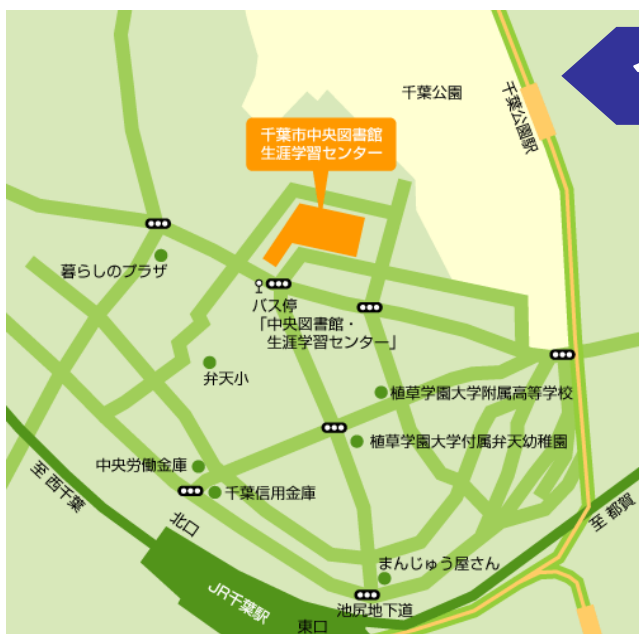 千葉公園
千葉公園駅
千葉市中央図書館
生涯学習センター
暮らしのプラザ
バス停
「中央図書館・
生涯学習センター」
弁天小
植草学園大学附属高等学校
植草学園大学付属弁天幼稚園
中央労働金庫
千葉信用金庫
至 西千葉
北口
至 都賀
まんじゅう屋さん
JR千葉駅
池尻地下道
東口